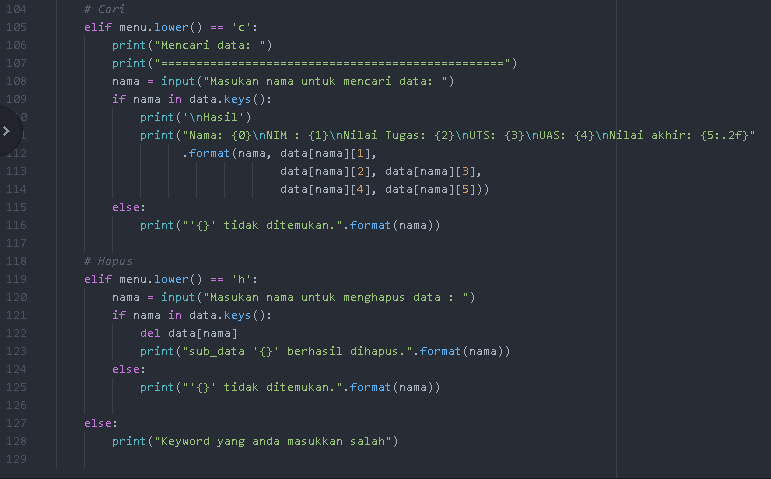 104 # Cari
105 elif menu.lower() == 'c':
106 print("Mencari data: ")
107 print("=================================================")
108 nama = input("Masukan nama untuk mencari data: ")
109 if nama in data.keys():
10 print('\nHasil')
11 print("Nama: {0}\nNIM : {1}\nNilai Tugas: {2}\nUTS: {3}\nUAS: {4}\nNilai akhir: {5:.2f}"
112 .format(nama, data[nama][1],
113 data[nama][2], data[nama][3],
114 data[nama][4], data[nama][5]))
115 else:
116 print("'{}' tidak ditemukan.".format(nama))
117
118 # Hapus
119 elif menu.lower() == 'h':
120 nama = input("Masukan nama untuk menghapus data : ")
121 if nama in data.keys():
122 del data[nama]
123 print("sub_data '{}' berhasil dihapus.".format(nama))
124 else:
125 print("'{}' tidak ditemukan.".format(nama))
126
127 else:
128 print("Keyword yang anda masukkan salah")
129